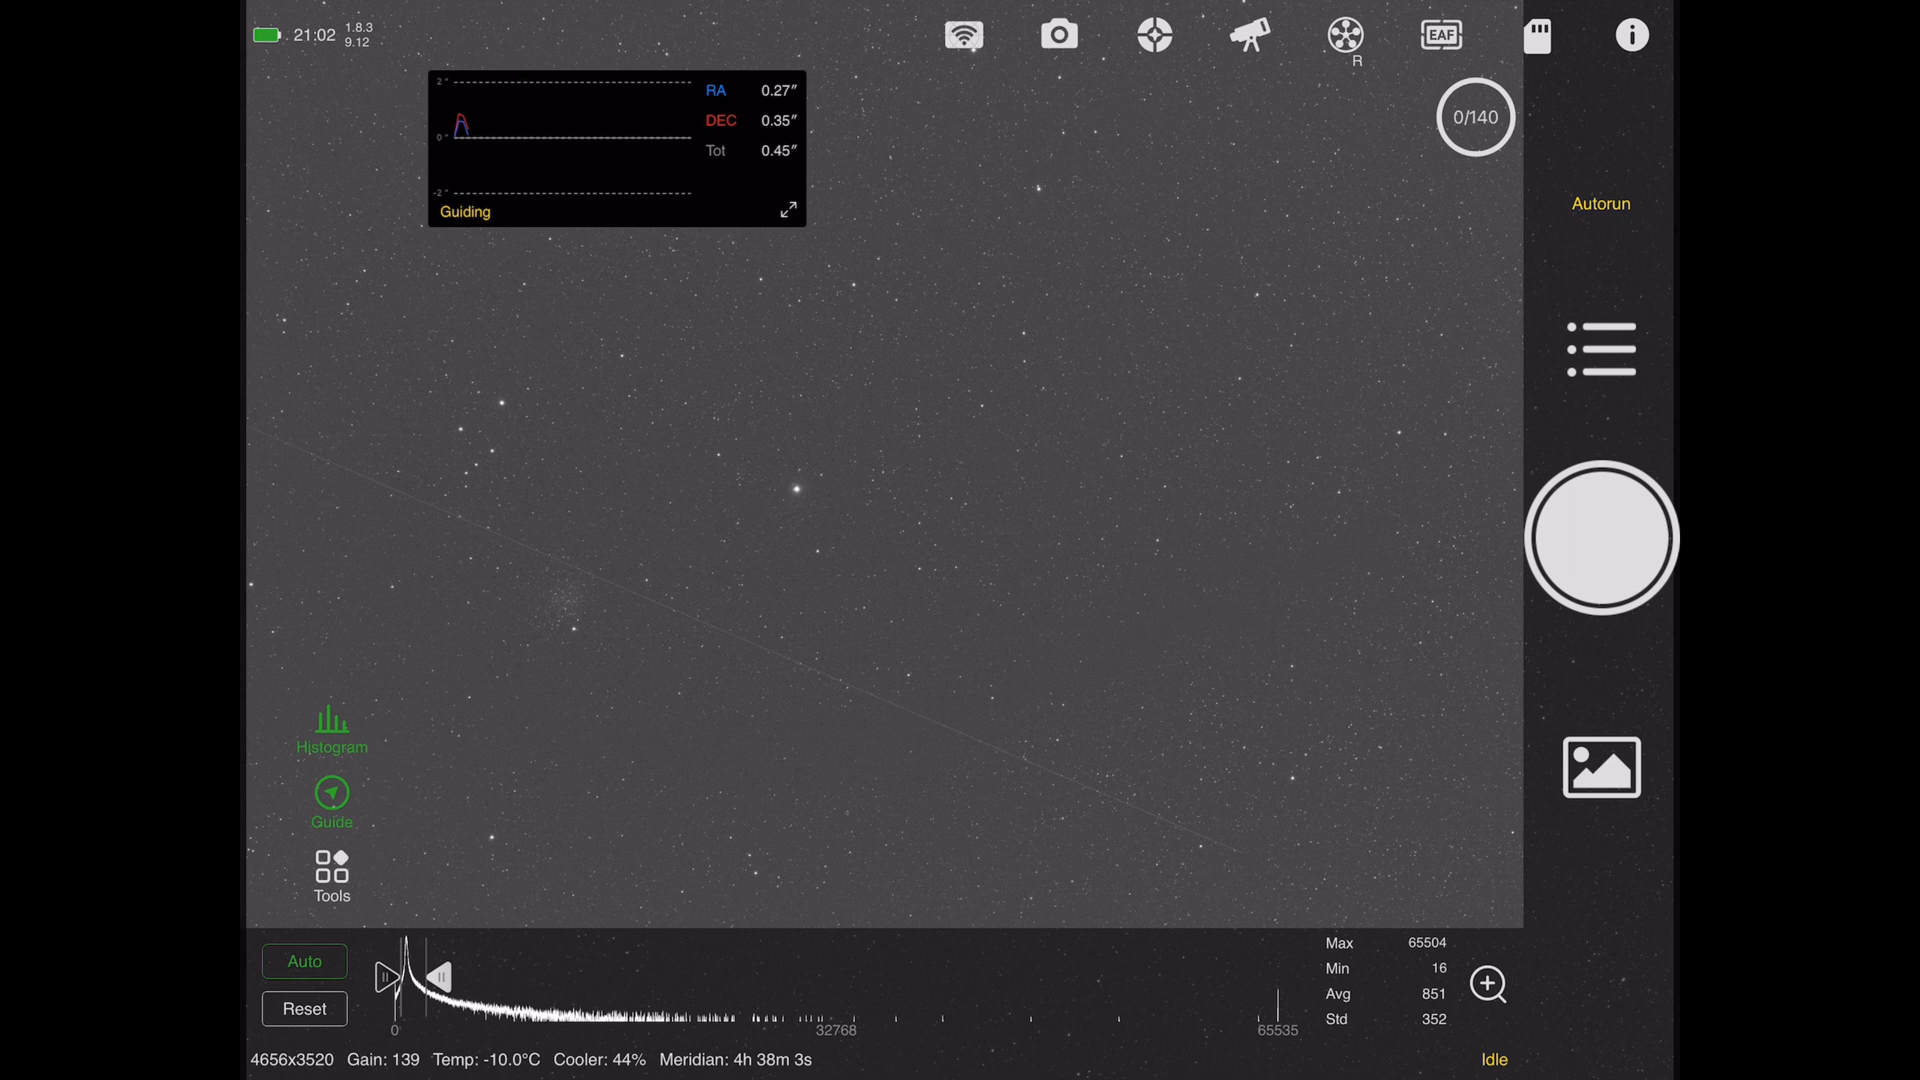 21:02
1.8.3
9.12
EAF
R
0/140
2"
0"
-2"
RA 0.27"
DEC 0.35"
Tot 0.45"
Guiding
Autorun
Histogram
Guide
Tools
Auto
Reset
0
32768
65535
Max 65504
Min 16
Avg 851
Std 352
4656x3520 Gain: 139 Temp: -10.0°C Cooler: 44% Meridian: 4h 38m 3s
Idle